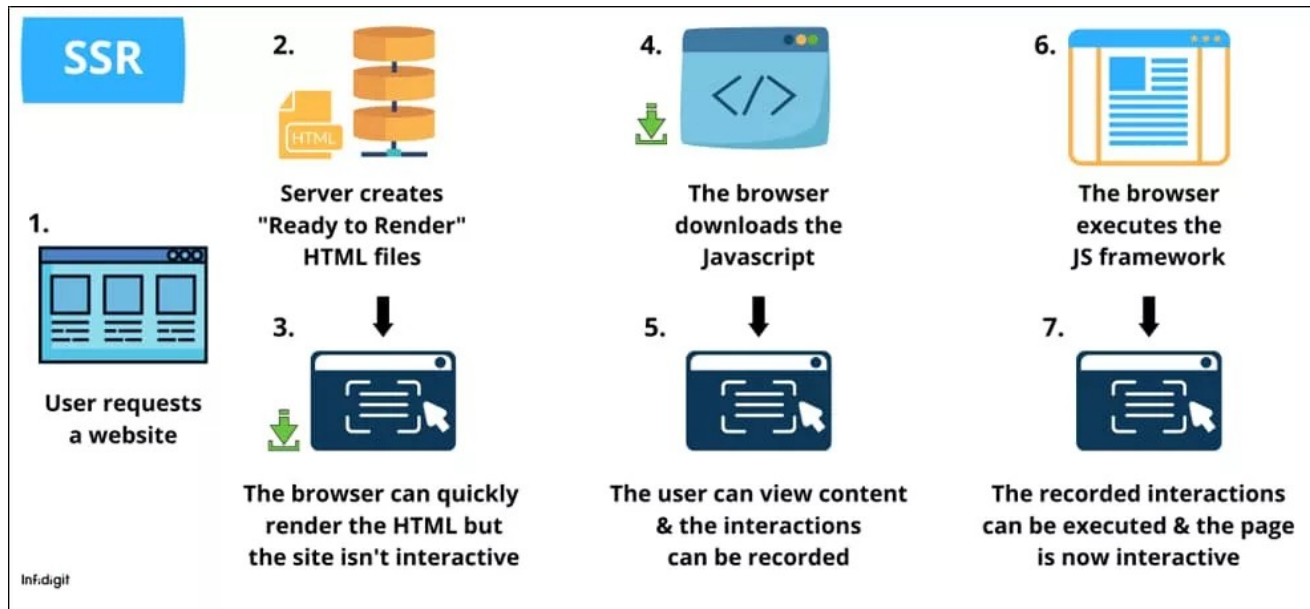 SSR
1.
User requests
a website
2.
HTML
Server creates
"Ready to Render"
HTML files
3.
The browser can quickly
render the HTML but
the site isn't interactive
4.
</>
The browser
downloads the
Javascript
5.
The user can view content
& the interactions
can be recorded
6.
The browser
executes the
JS framework
7.
The recorded interactions
can be executed & the page
is now interactive
Infidigit